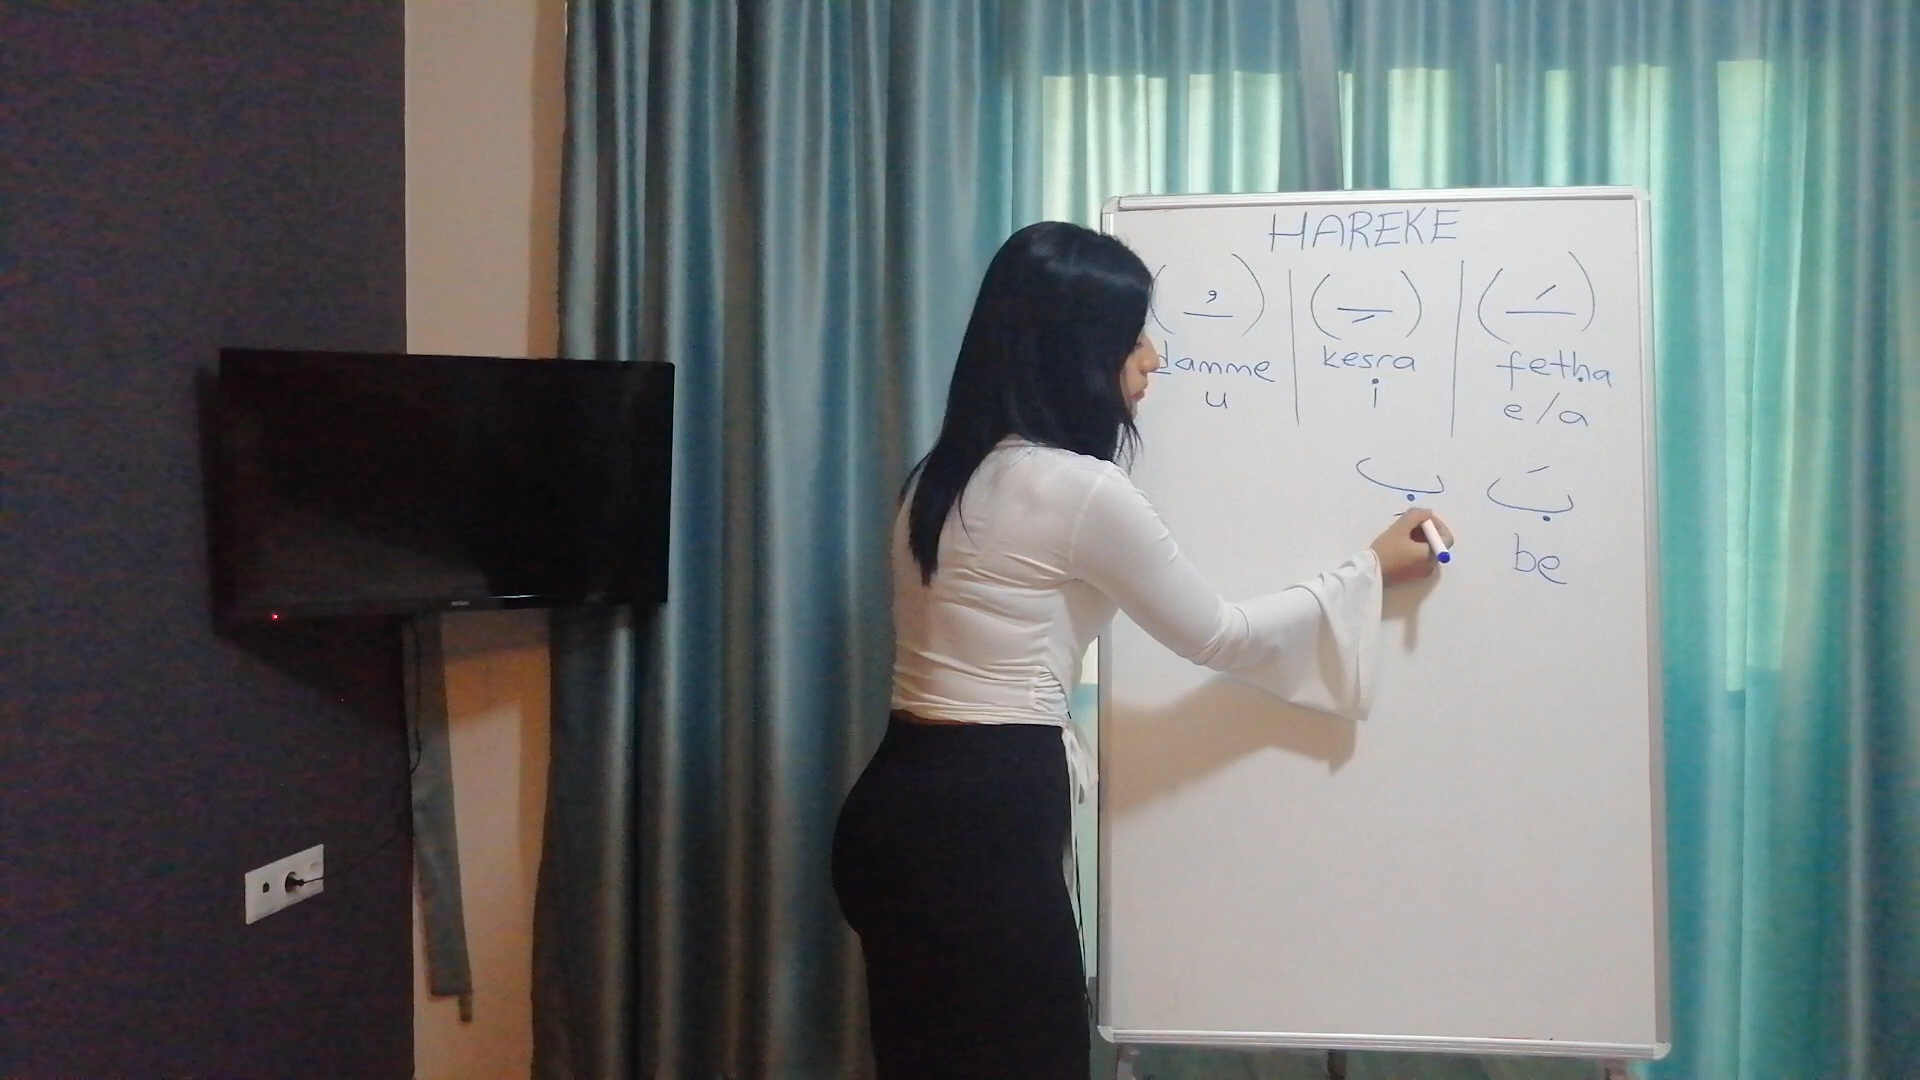 HAREKE
(ـُ) | (ـِ) | (ـَ)
damme kesra fetha
u i e/a
بِ بَ
be